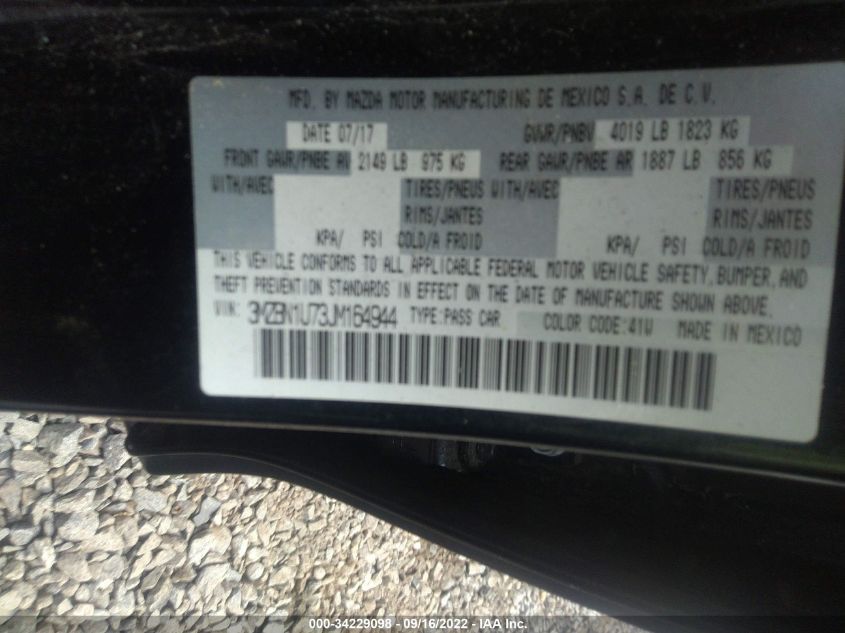 MFD. BY MAZDA MOTOR MANUFACTURING DE MEXICO S.A. DE C.V.
DATE 07/17 GVWR/PNBV 4019 LB 1823 KG
FRONT GAWR/PNBE AV 2149 LB 975 KG REAR GAWR/PNBE AR 1887 LB 856 KG
WITH/AVEC TIRES/PNEUS WITH/AVEC TIRES/PNEUS
RIMS/JANTES RIMS/JANTES
KPA/ PSI COLD/A FROID KPA/ PSI COLD/A FROID
THIS VEHICLE CONFORMS TO ALL APPLICABLE FEDERAL MOTOR VEHICLE SAFETY, BUMPER, AND
THEFT PREVENTION STANDARDS IN EFFECT ON THE DATE OF MANUFACTURE SHOWN ABOVE.
VIN: 3MZBN1U73JM164944 TYPE:PASS CAR COLOR CODE:41W MADE IN MEXICO
000-34229098 - 09/16/2022 - IAA Inc.